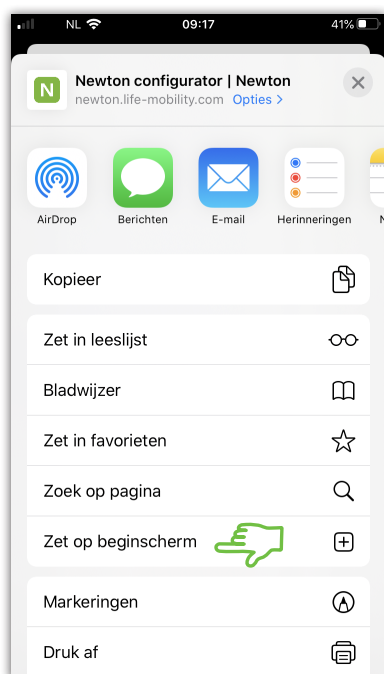 NL 09:17 41%
N
Newton configurator | Newton
newton.life-mobility.com Opties >
AirDrop
Berichten
E-mail
Herinneringen
N
Kopieer
Zet in leeslijst
Bladwijzer
Zet in favorieten
Zoek op pagina
Zet op beginscherm
Markeringen
Druk af